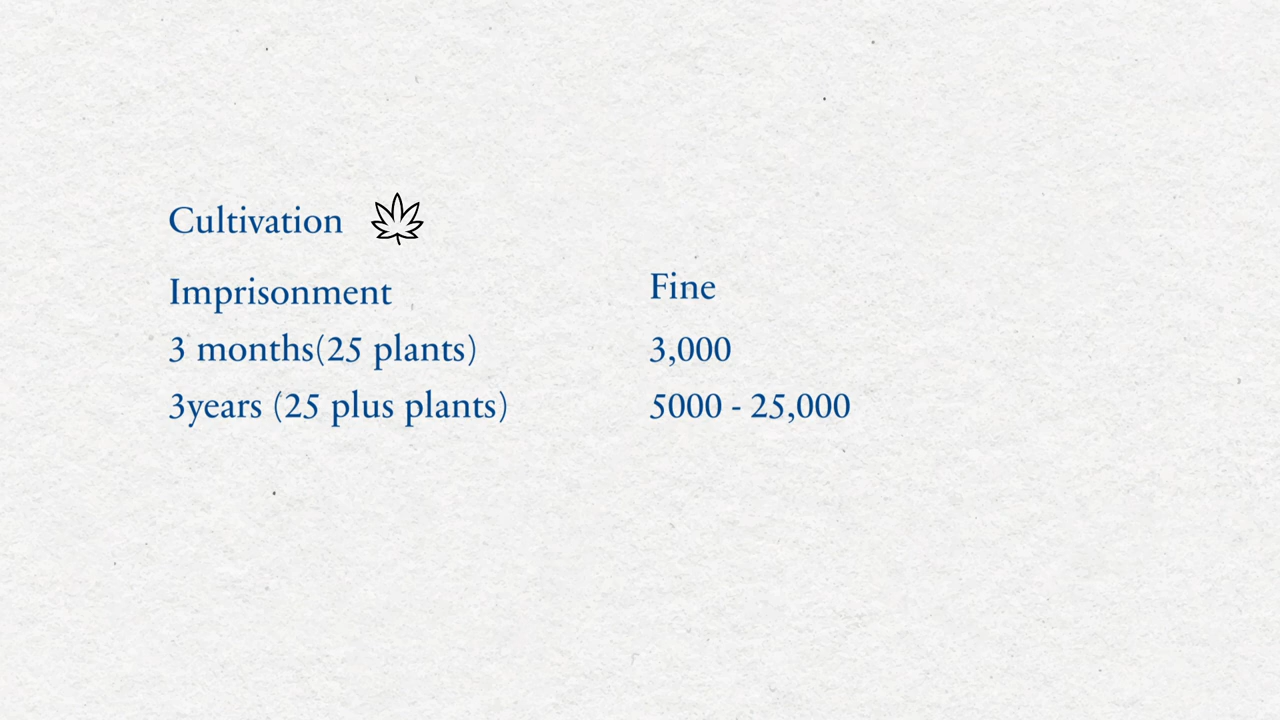 Cultivation
Imprisonment
Fine
3 months(25 plants)
3,000
3years (25 plus plants)
5000 - 25,000